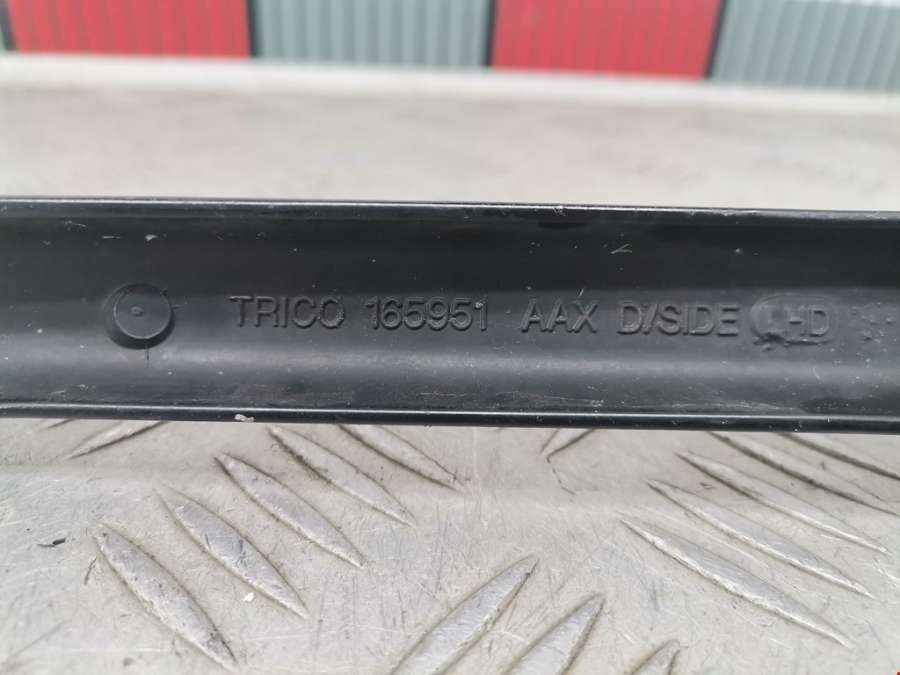 TRICO 165951 AAX D/SIDE LHD